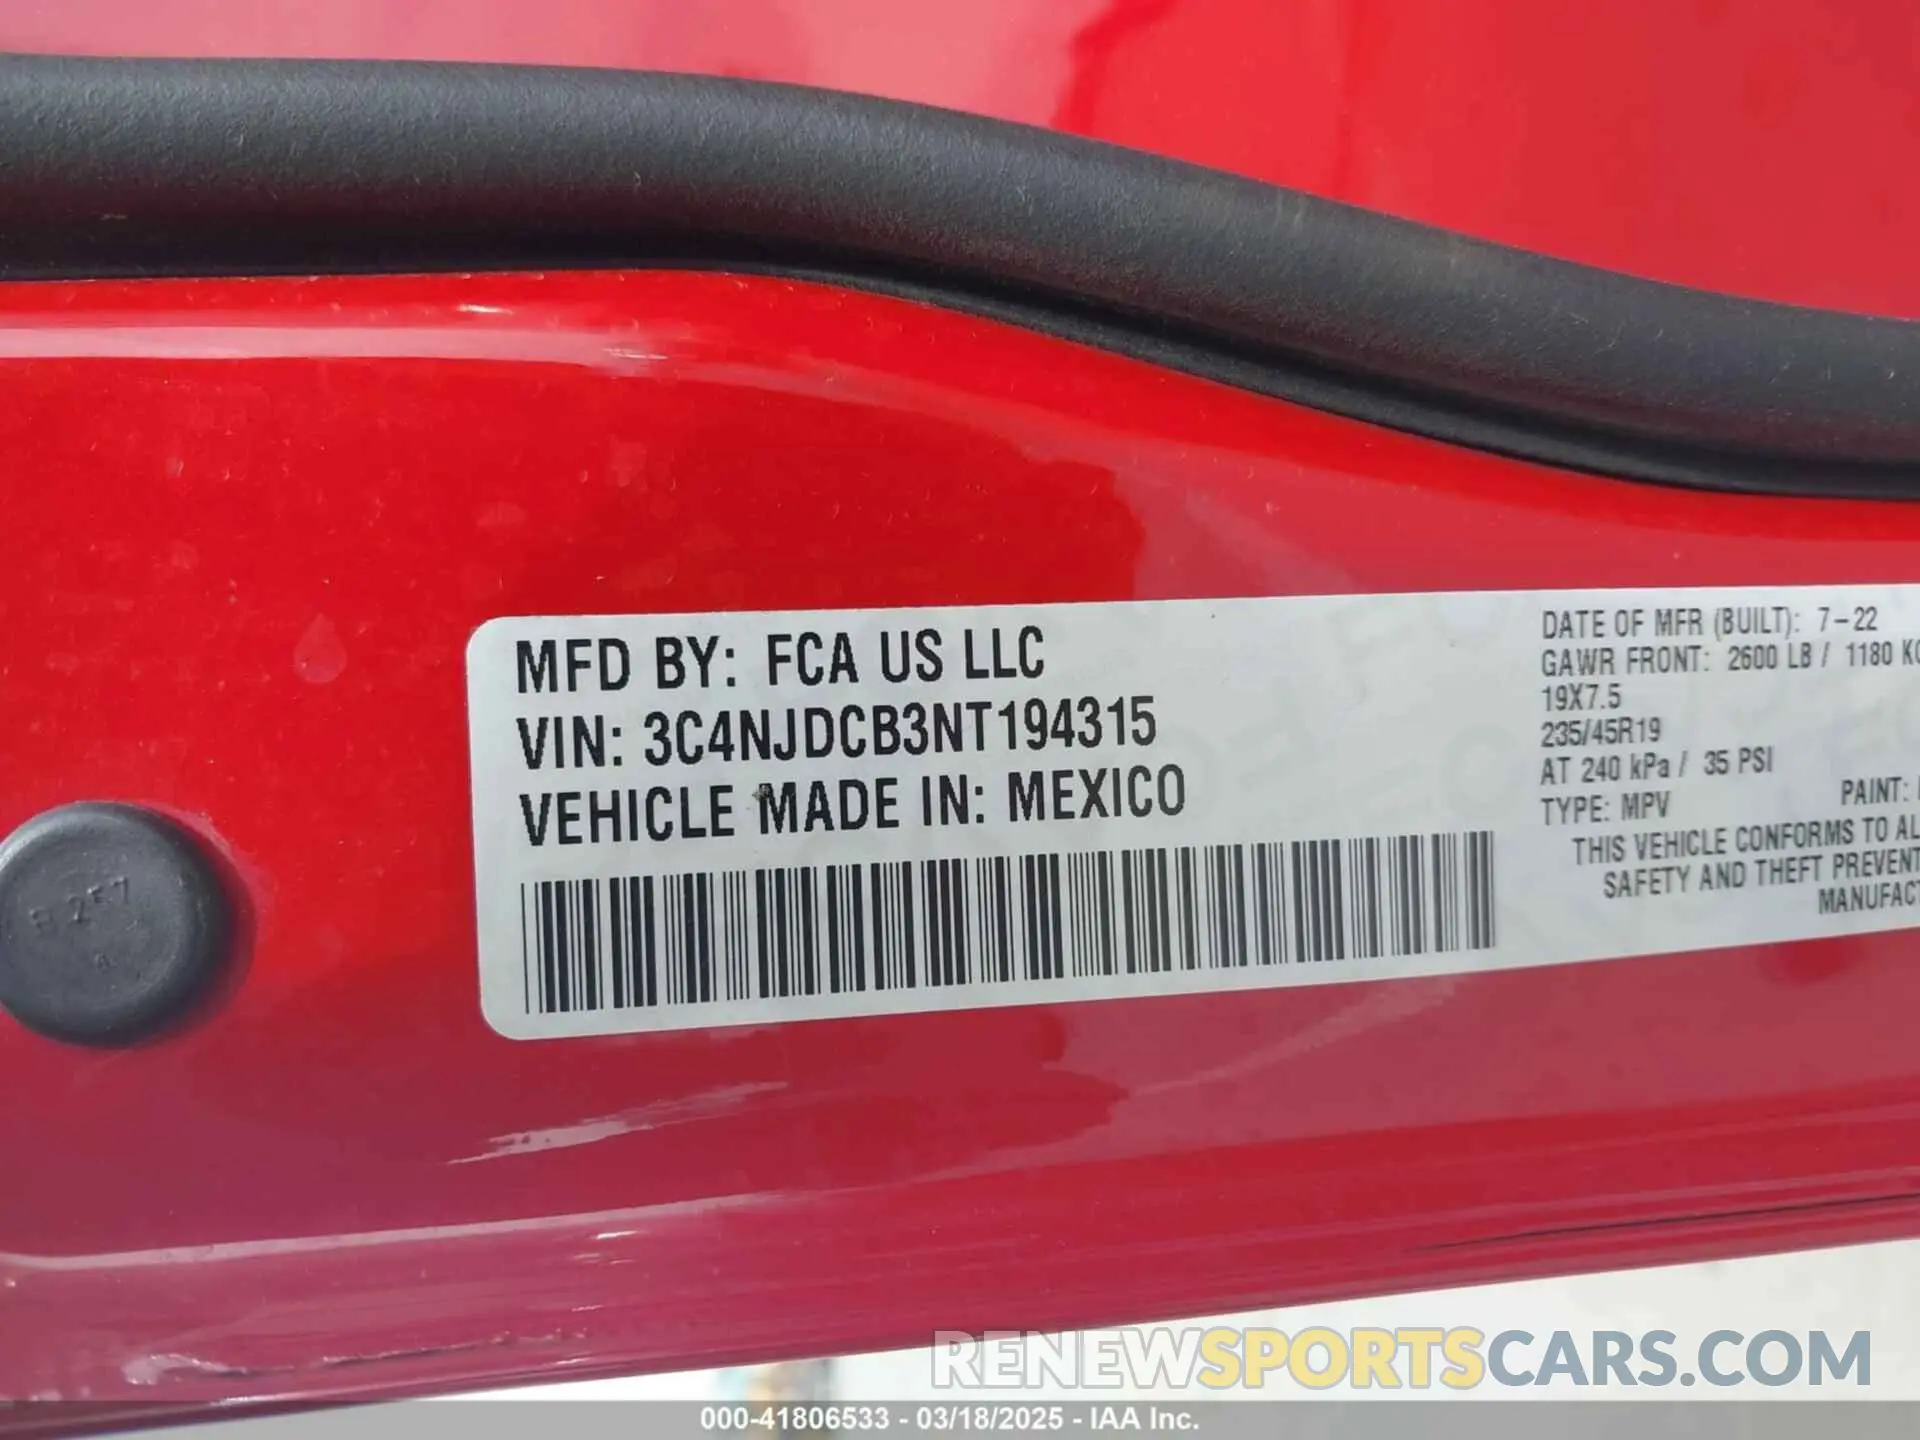 MFD BY: FCA US LLC
VIN: 3C4NJDCB3NT194315
VEHICLE MADE IN: MEXICO
DATE OF MFR (BUILT): 7-22
GAWR FRONT: 2600 LB / 1180 KG
19X7.5
235/45R19
AT 240 kPa / 35 PSI
TYPE: MPV
PAINT:
THIS VEHICLE CONFORMS TO
SAFETY AND THEFT
257
RENEWSPORTSCARS.COM
000-41806533 - 03/18/2025 - IAA Inc.